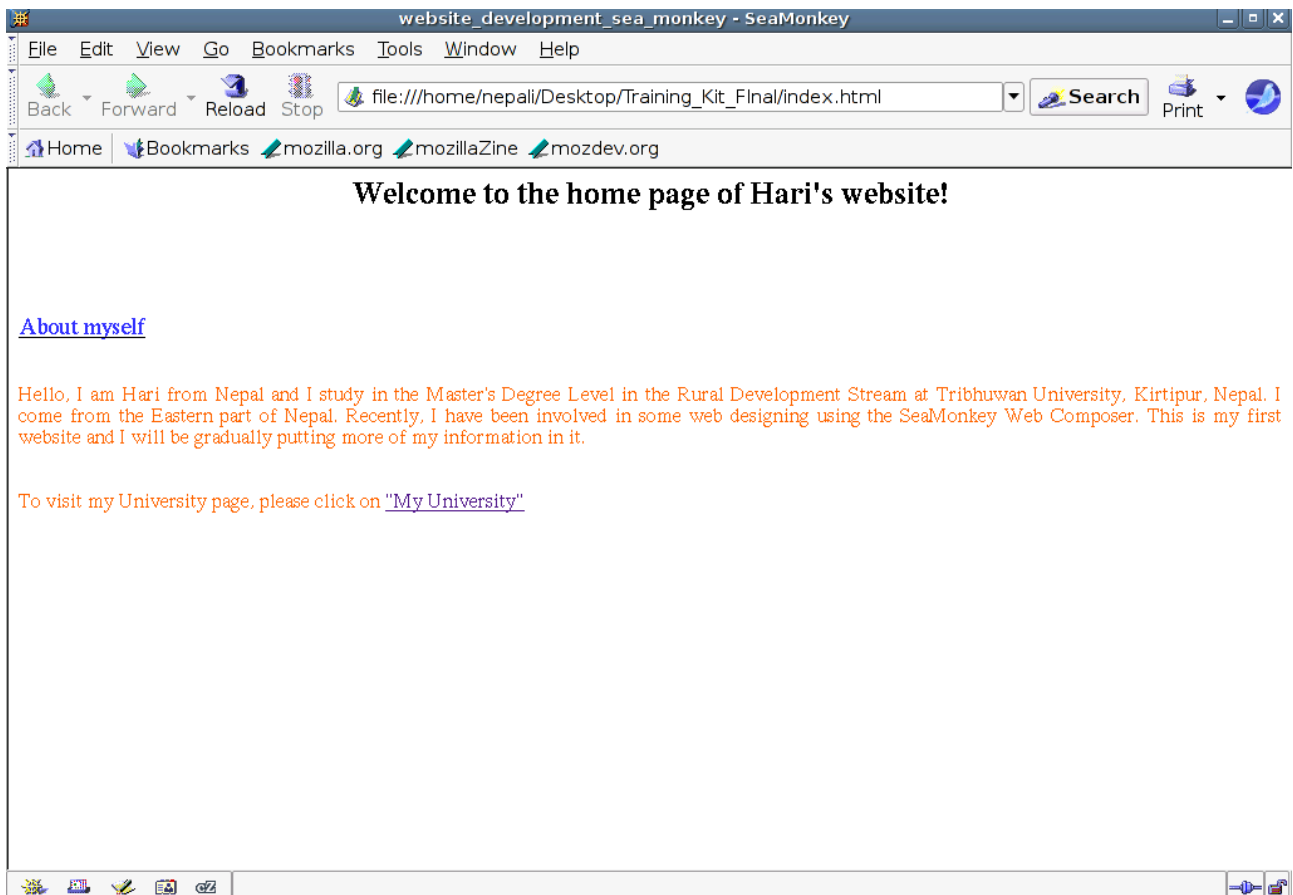 website_development_sea_monkey - SeaMonkey
File Edit View Go Bookmarks Tools Window Help
Back Forward Reload Stop file:///home/nepali/Desktop/Training_Kit_FInal/index.html Search Print
Home Bookmarks mozilla.org mozillaZine mozdev.org
Welcome to the home page of Hari's website!
About myself
Hello, I am Hari from Nepal and I study in the Master's Degree Level in the Rural Development Stream at Tribhuwan University, Kirtipur, Nepal. I
come from the Eastern part of Nepal. Recently, I have been involved in some web designing using the SeaMonkey Web Composer. This is my first
website and I will be gradually putting more of my information in it.
To visit my University page, please click on "My University"
cZ